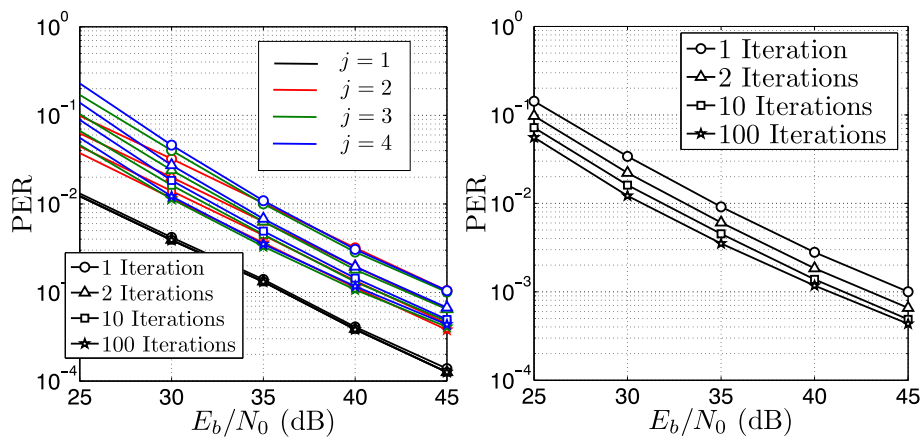 10^0
10^{-1}
10^{-2}
10^{-3}
10^{-4}
PER
j = 1
j = 2
j = 3
j = 4
1 Iteration
2 Iterations
10 Iterations
100 Iterations
25 30 35 40 45
E_b/N_0 (dB)
10^0
10^{-1}
10^{-2}
10^{-3}
10^{-4}
PER
1 Iteration
2 Iterations
10 Iterations
100 Iterations
25 30 35 40 45
E_b/N_0 (dB)